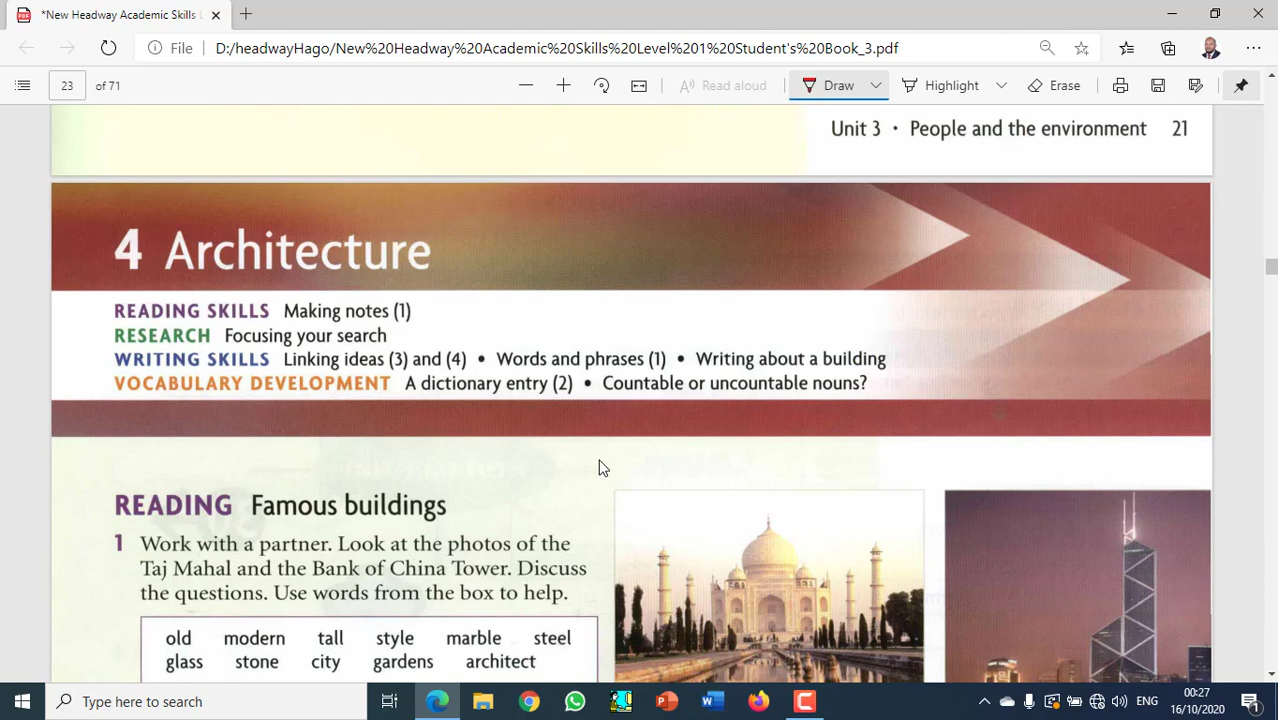 *New Headway Academic Skills L
File D:/headwayHago/New%20Headway%20Academic%20Skills%20Level%201%20Student's%20Book_3.pdf
23 of 71 Read aloud Draw Highlight Erase
Unit 3 • People and the environment 21
4 Architecture
READING SKILLS Making notes (1)
RESEARCH Focusing your search
WRITING SKILLS Linking ideas (3) and (4) • Words and phrases (1) • Writing about a building
VOCABULARY DEVELOPMENT A dictionary entry (2) • Countable or uncountable nouns?
READING Famous buildings
1 Work with a partner. Look at the photos of the
Taj Mahal and the Bank of China Tower. Discuss
the questions. Use words from the box to help.
old modern tall style marble steel
glass stone city gardens architect
Type here to search
ENG
00:27
16/10/2020